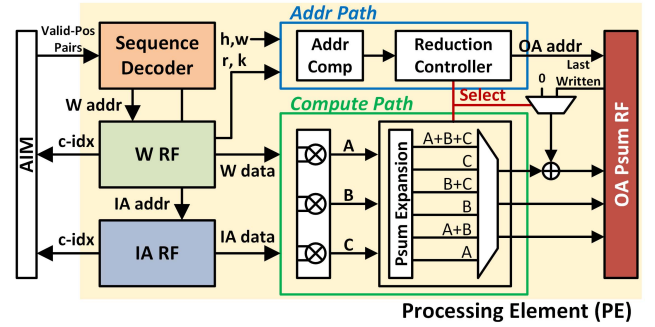 Addr Path
Valid-Pos
Pairs
Sequence
Decoder
h,w
r, k
Addr
Comp
Reduction
Controller
OA addr
Last
Written
0
Select
W addr
Compute Path
AIM
c-idx
W RF
W data
IA addr
c-idx
IA RF
IA data
A
B
C
Psum Expansion
A+B+C
C
B+C
B
A+B
A
OA Psum RF
Processing Element (PE)